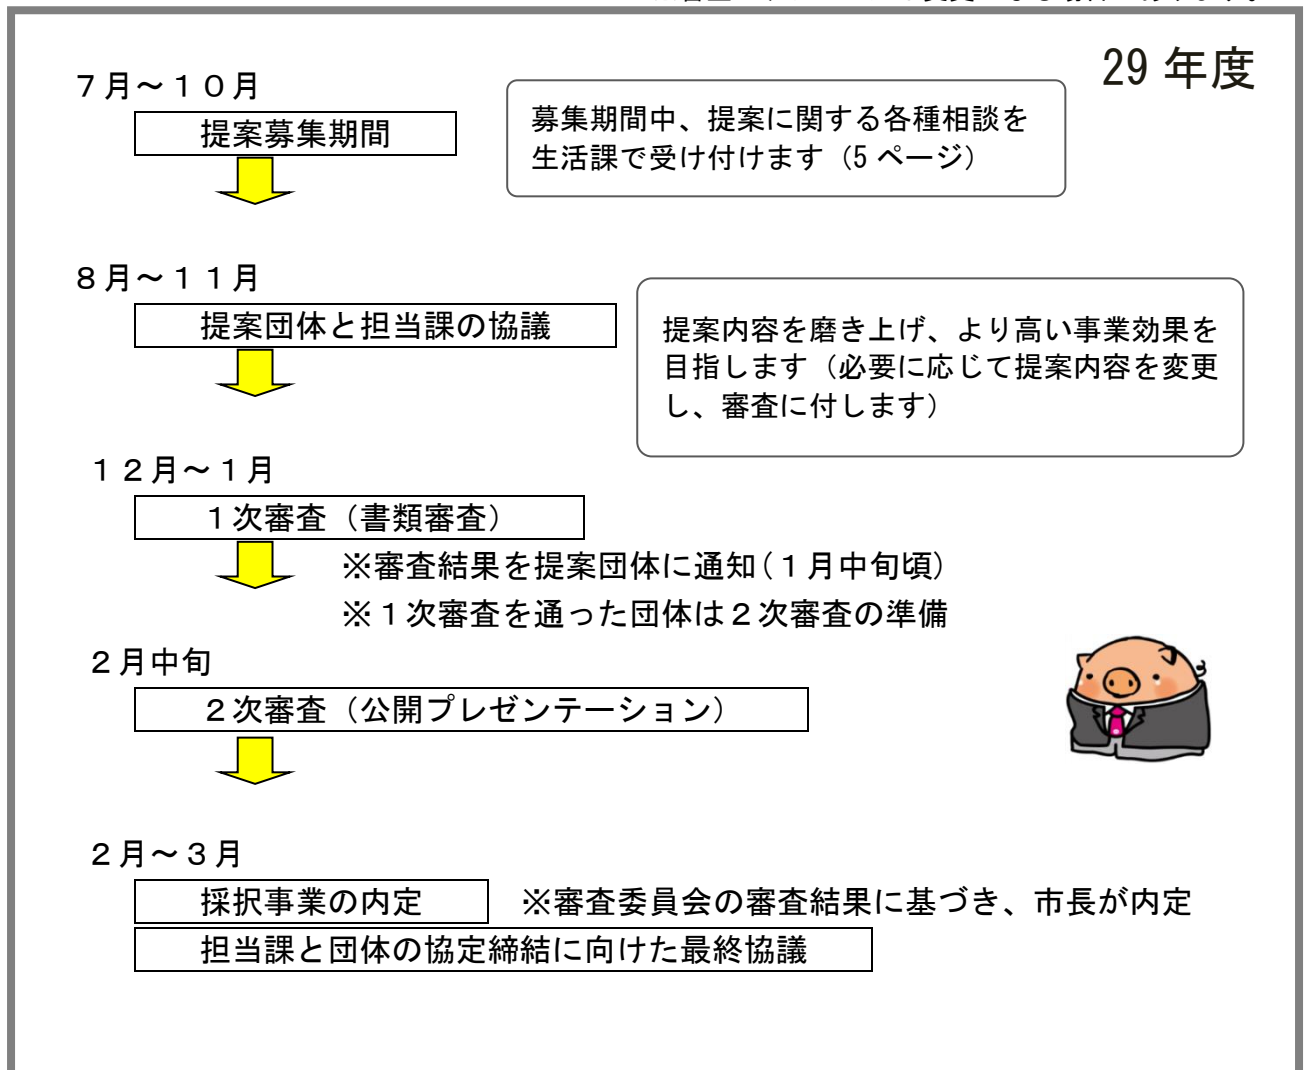 29 年度
７月～１０月
提案募集期間
募集期間中、提案に関する各種相談を
生活課で受け付けます（5 ページ）
８月～１１月
提案団体と担当課の協議
提案内容を磨き上げ、より高い事業効果を
目指します（必要に応じて提案内容を変更
し、審査に付します）
１２月～１月
１次審査（書類審査）
※審査結果を提案団体に通知（１月中旬頃）
※１次審査を通った団体は２次審査の準備
２月中旬
２次審査（公開プレゼンテーション）
２月～３月
採択事業の内定
※審査委員会の審査結果に基づき、市長が内定
担当課と団体の協定締結に向けた最終協議